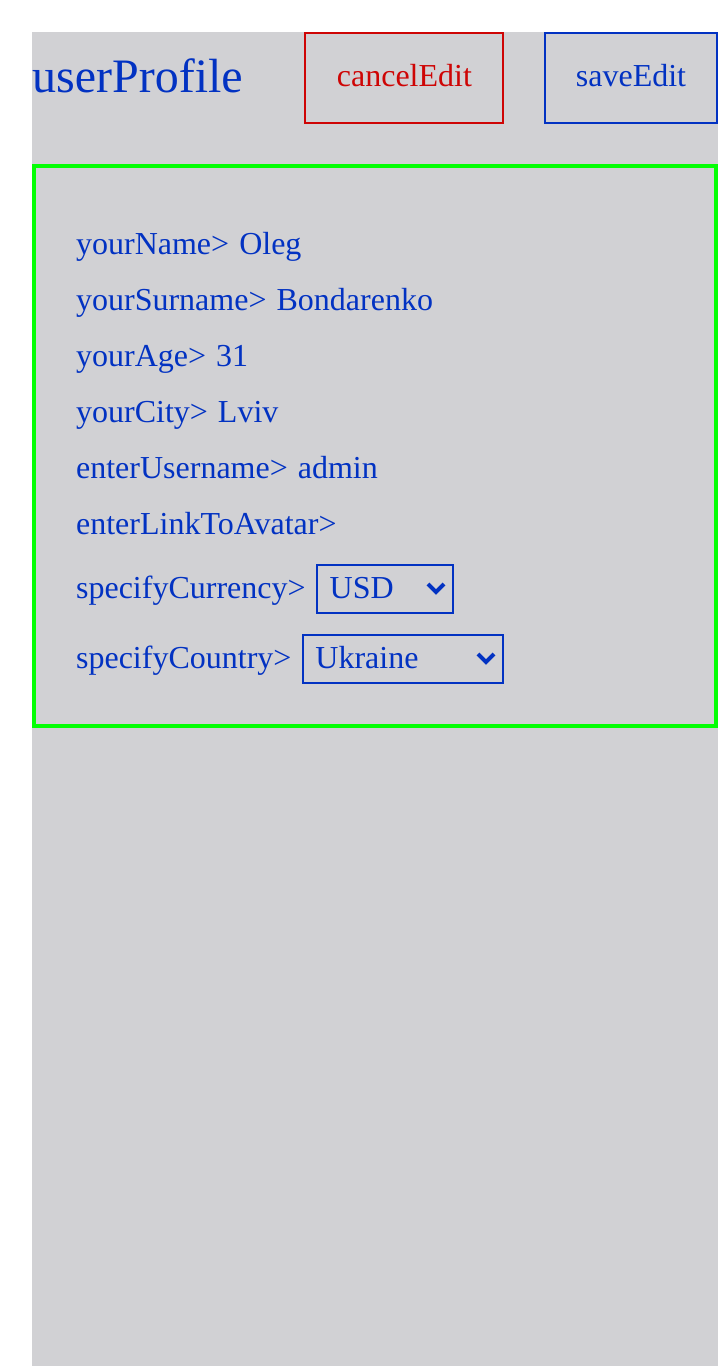 userProfile cancelEdit saveEdit
yourName> Oleg
yourSurname> Bondarenko
yourAge> 31
yourCity> Lviv
enterUsername> admin
enterLinkToAvatar>
specifyCurrency> USD
specifyCountry> Ukraine